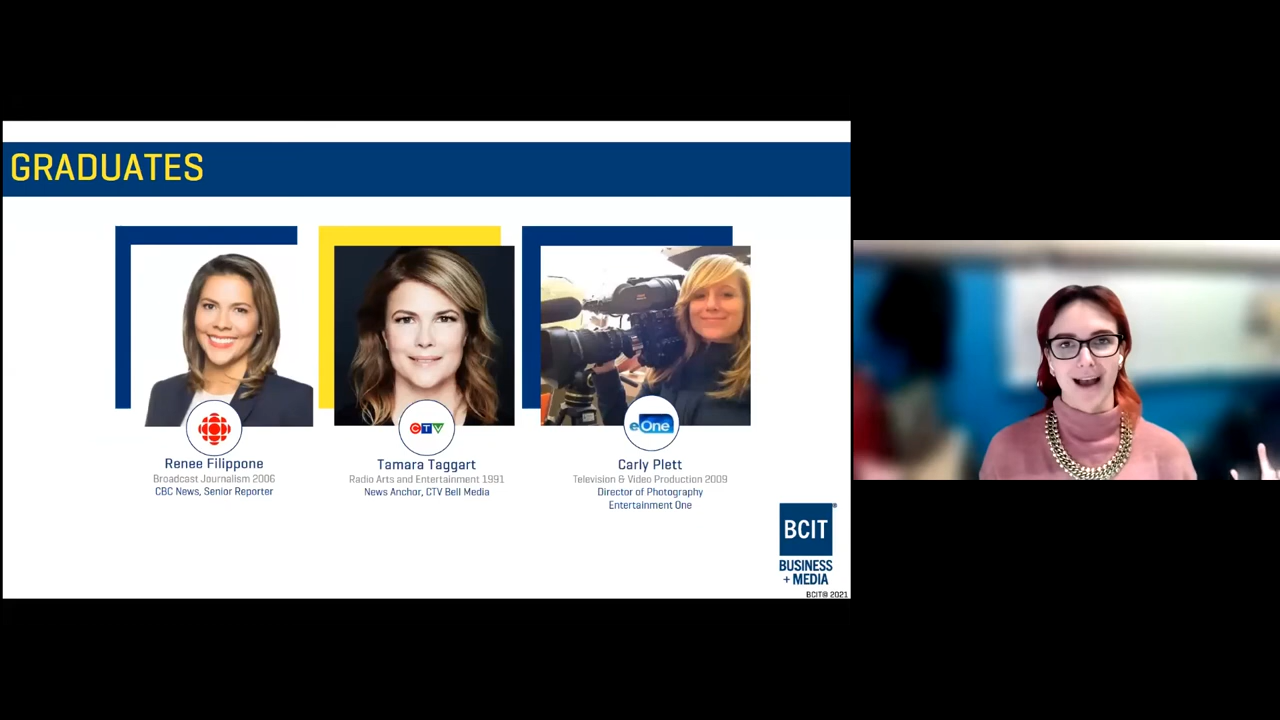 GRADUATES
CTV
eOne
Renee Filippone
Broadcast Journalism 2006
CBC News, Senior Reporter
Tamara Taggart
Radio Arts and Entertainment 1991
News Anchor, CTV Bell Media
Carly Plett
Television & Video Production 2009
Director of Photography
Entertainment One
BCIT®
BUSINESS
+ MEDIA
BCIT© 2021